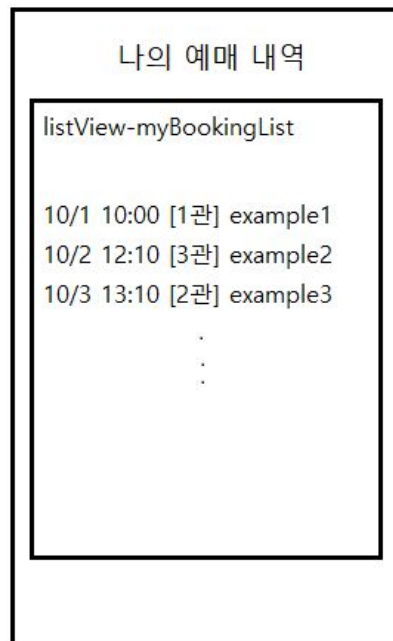 나의 예매 내역
listView-myBookingList
10/1 10:00 [1관] example1
10/2 12:10 [3관] example2
10/3 13:10 [2관] example3
.
.
.